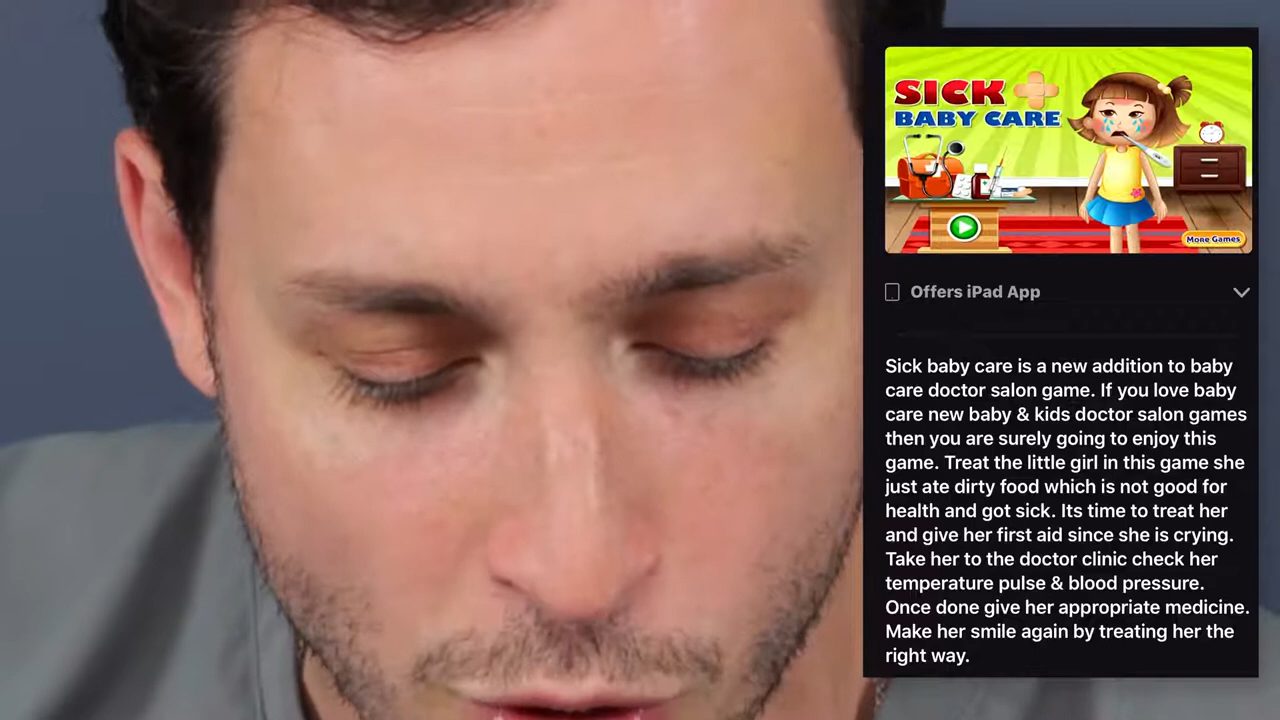 SICK
BABY CARE
More Games
Offers iPad App
Sick baby care is a new addition to baby
care doctor salon game. If you love baby
care new baby & kids doctor salon games
then you are surely going to enjoy this
game. Treat the little girl in this game she
just ate dirty food which is not good for
health and got sick. Its time to treat her
and give her first aid since she is crying.
Take her to the doctor clinic check her
temperature pulse & blood pressure.
Once done give her appropriate medicine.
Make her smile again by treating her the
right way.